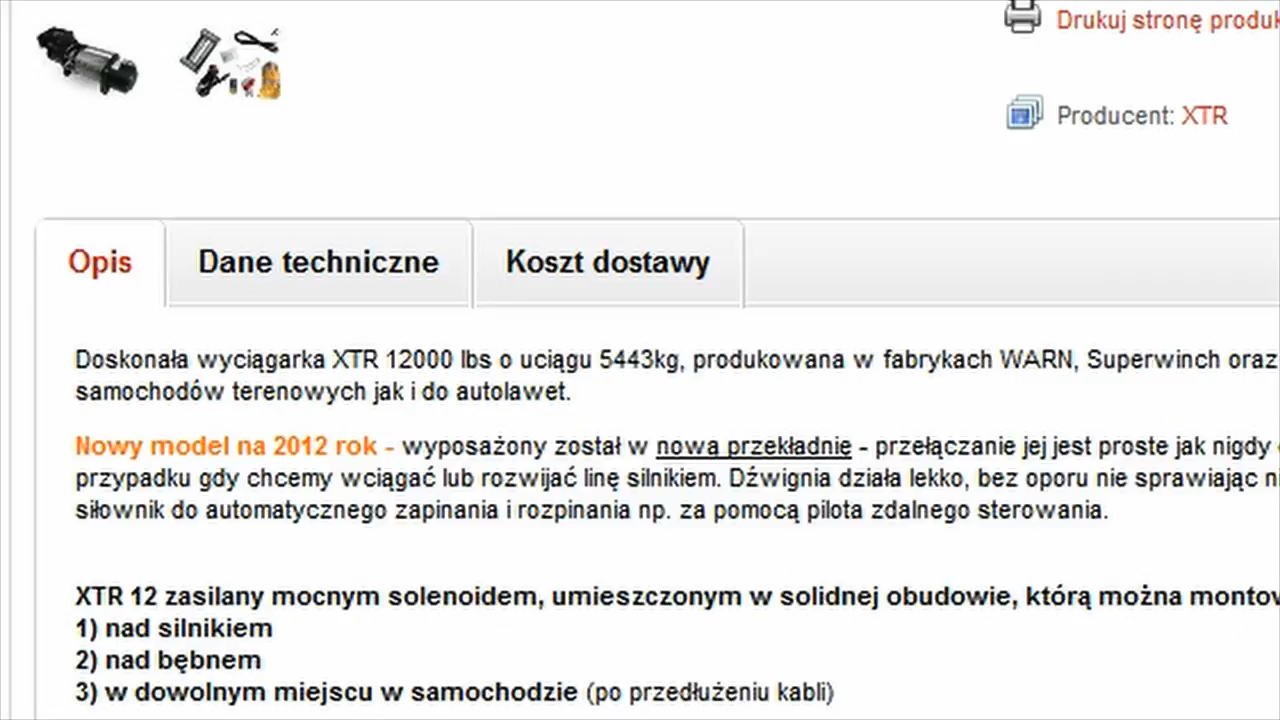 Drukuj stronę
Producent: XTR
Opis
Dane techniczne
Koszt dostawy
Doskonała wyciągarka XTR 12000 lbs o uciągu 5443kg, produkowana w fabrykach WARN, Superwinch oraz
samochodów terenowych jak i do autolawet.
Nowy model na 2012 rok - wyposażony został w nową przekładnie - przełączanie jej jest proste jak nigdy
przypadku gdy chcemy wciągać lub rozwijać linę silnikiem. Dźwignia działa lekko, bez oporu nie sprawiając
siłownik do automatycznego zapinania i rozpinania np. za pomocą pilota zdalnego sterowania.
XTR 12 zasilany mocnym solenoidem, umieszczonym w solidnej obudowie, którą można
1) nad silnikiem
2) nad bębnem
3) w dowolnym miejscu w samochodzie (po przedłużeniu kabli)